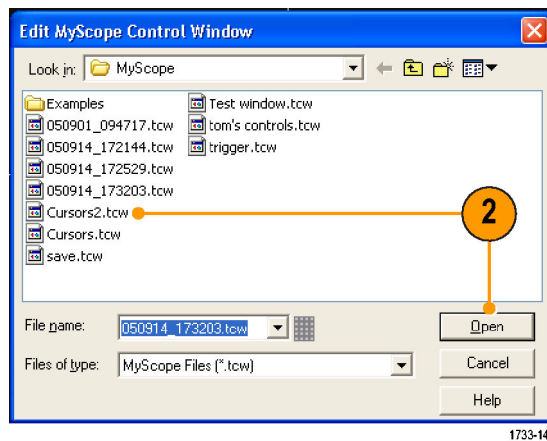 Edit MyScope Control Window
Look in: MyScope
Examples
050901_094717.tcw
050914_172144.tcw
050914_172529.tcw
050914_173203.tcw
Cursors2.tcw
Cursors.tcw
save.tcw
Test window.tcw
tom's controls.tcw
trigger.tcw
2
File name: 050914_173203.tcw Open
Files of type: MyScope Files (*.tcw) Cancel
Help
1733-14